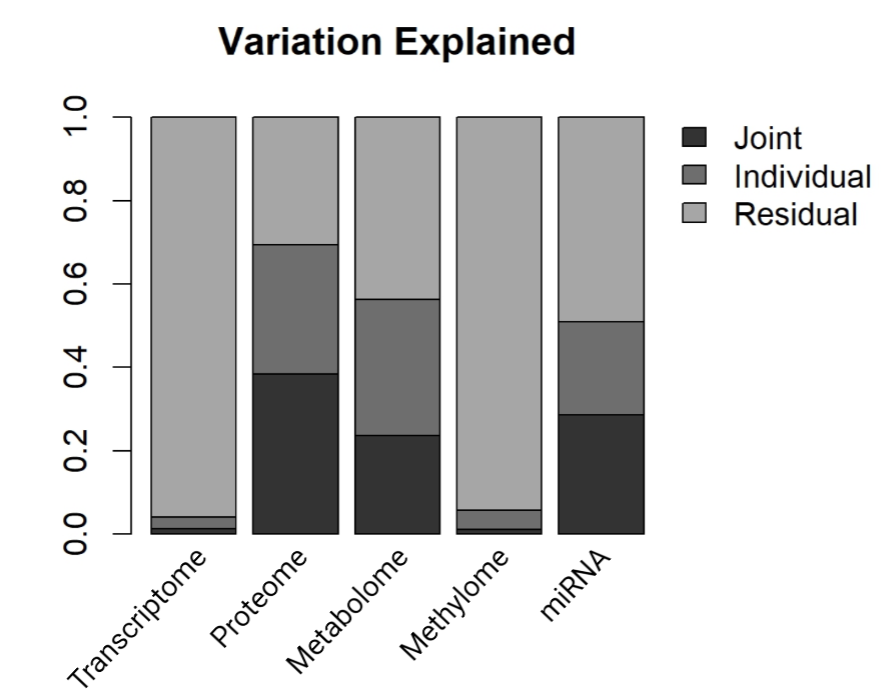 Variation Explained
1.0
0.8
0.6
0.4
0.2
0.0
Joint
Individual
Residual
Transcriptome
Proteome
Metabolome
Methylome
miRNA